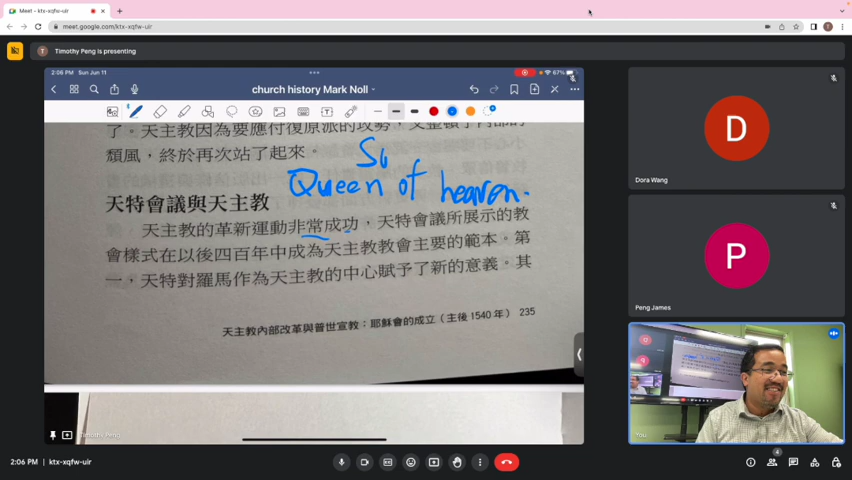 Meet - ktx-xqfw-uir
meet.google.com/ktx-xqfw-uir
T Timothy Peng is presenting
2:06 PM Sun Jun 11
67%
church history Mark Noll
了。天主教因為要應付復原派的攻勢，又整頓了內部的
頹風，終於再次站了起來。
Su
Queen of heaven.
天特會議與天主教
天主教的革新運動非常成功，天特會議所展示的教
會樣式在以後四百年中成為天主教教會主要的範本。第
一，天特對羅馬作為天主教的中心賦予了新的意義。其
天主教內部改革與普世宣教：耶穌會的成立（主後1540年） 235
Timothy Peng
D
Dora Wang
P
Peng James
You
2:06 PM | ktx-xqfw-uir
4